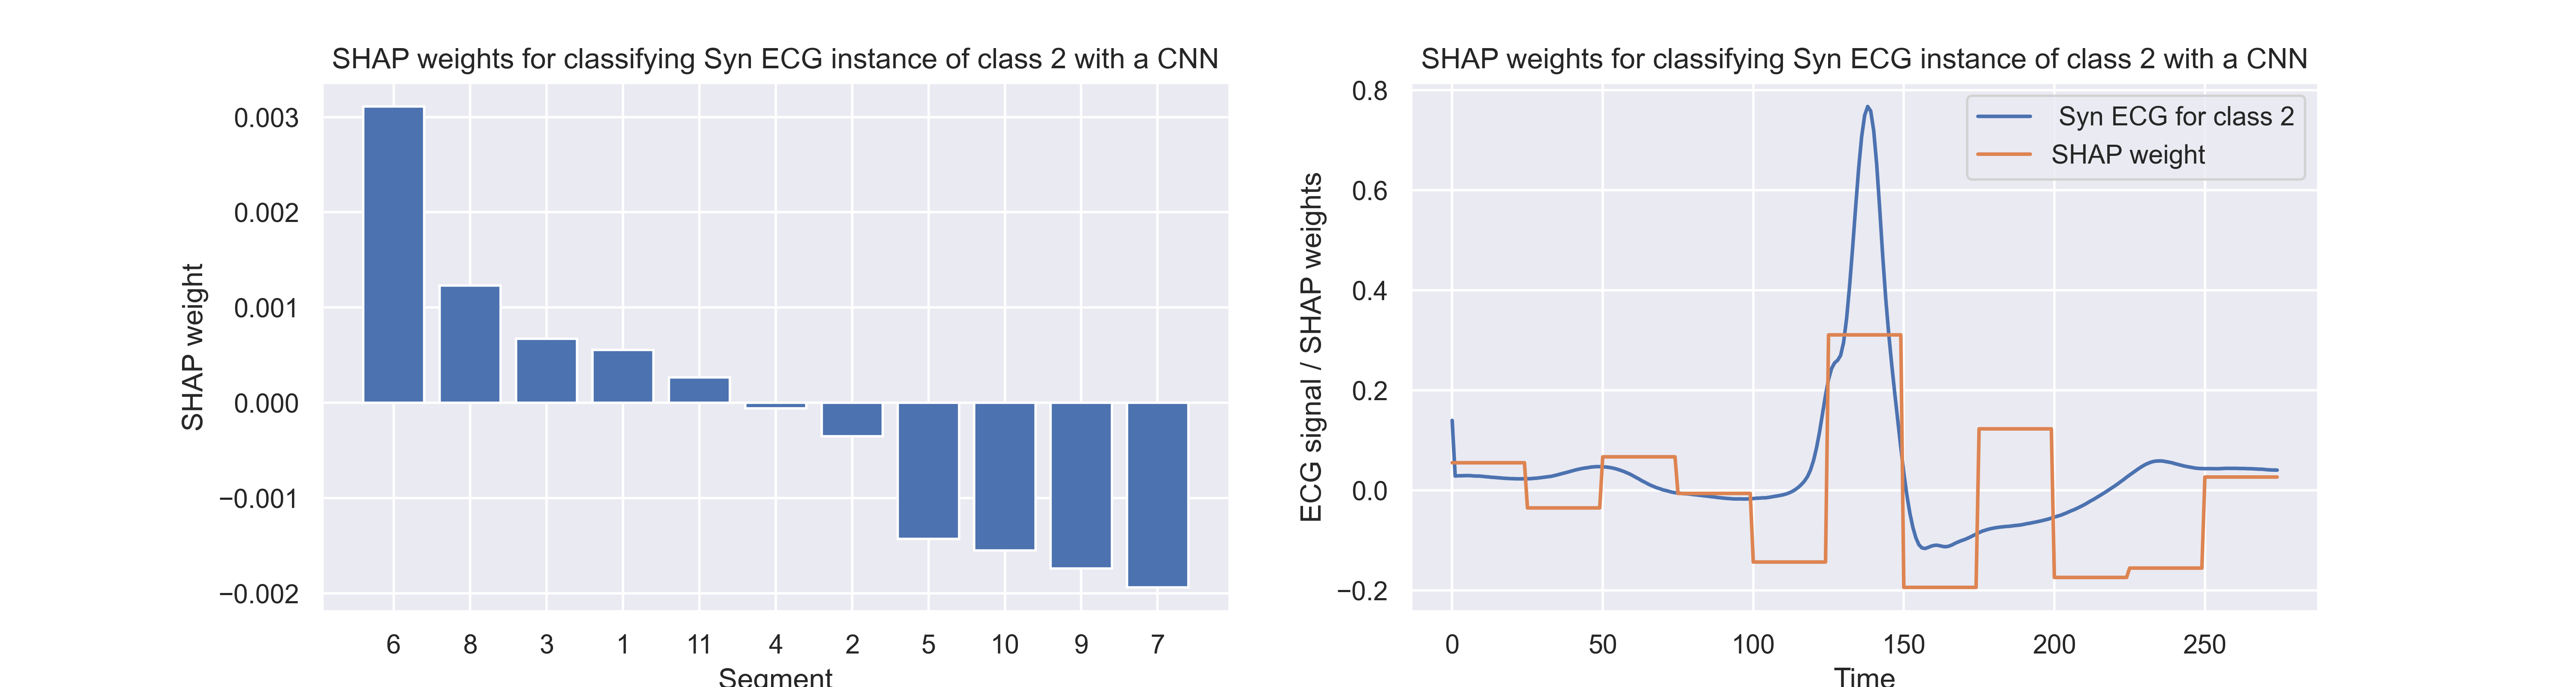 SHAP weights for classifying Syn ECG instance of class 2 with a CNN
SHAP weight
0.003
0.002
0.001
0.000
−0.001
−0.002
6 8 3 1 11 4 2 5 10 9 7
Segment
SHAP weights for classifying Syn ECG instance of class 2 with a CNN
ECG signal / SHAP weights
0.8
0.6
0.4
0.2
0.0
−0.2
Syn ECG for class 2
SHAP weight
0 50 100 150 200 250
Time